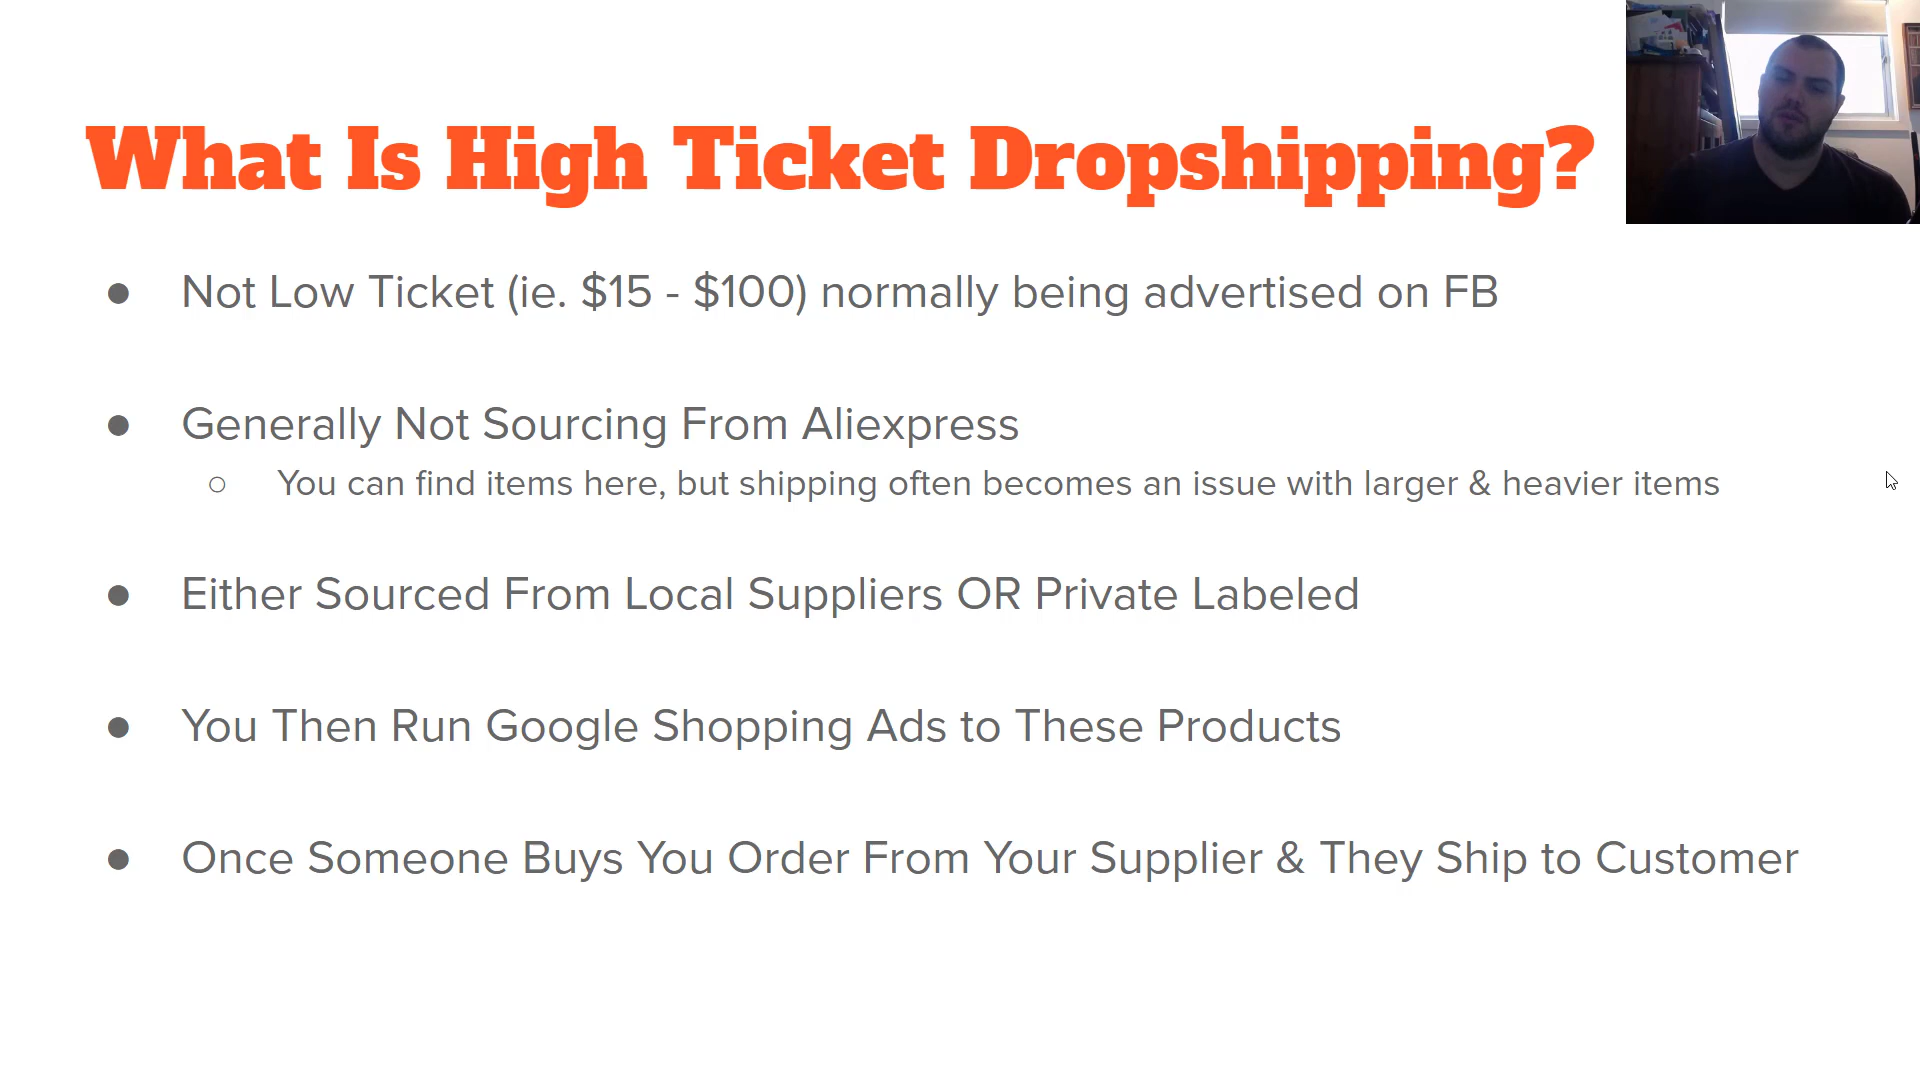 What Is High Ticket Dropshipping?
● Not Low Ticket (ie. $15 - $100) normally being advertised on FB
● Generally Not Sourcing From Aliexpress
○ You can find items here, but shipping often becomes an issue with larger & heavier items
● Either Sourced From Local Suppliers OR Private Labeled
● You Then Run Google Shopping Ads to These Products
● Once Someone Buys You Order From Your Supplier & They Ship to Customer